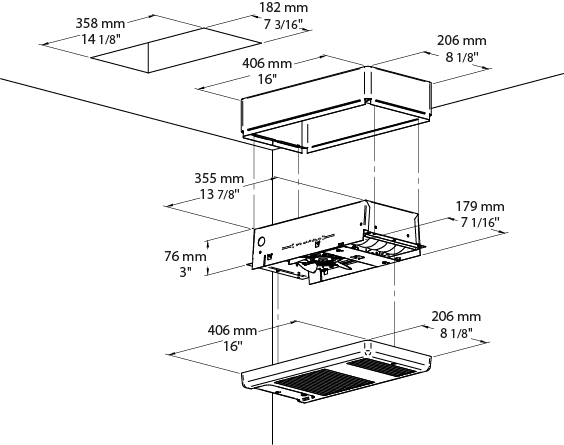 182 mm
7 3/16"
358 mm
14 1/8"
206 mm
8 1/8"
406 mm
16"
355 mm
13 7/8"
179 mm
7 1/16"
76 mm
3"
206 mm
8 1/8"
406 mm
16"